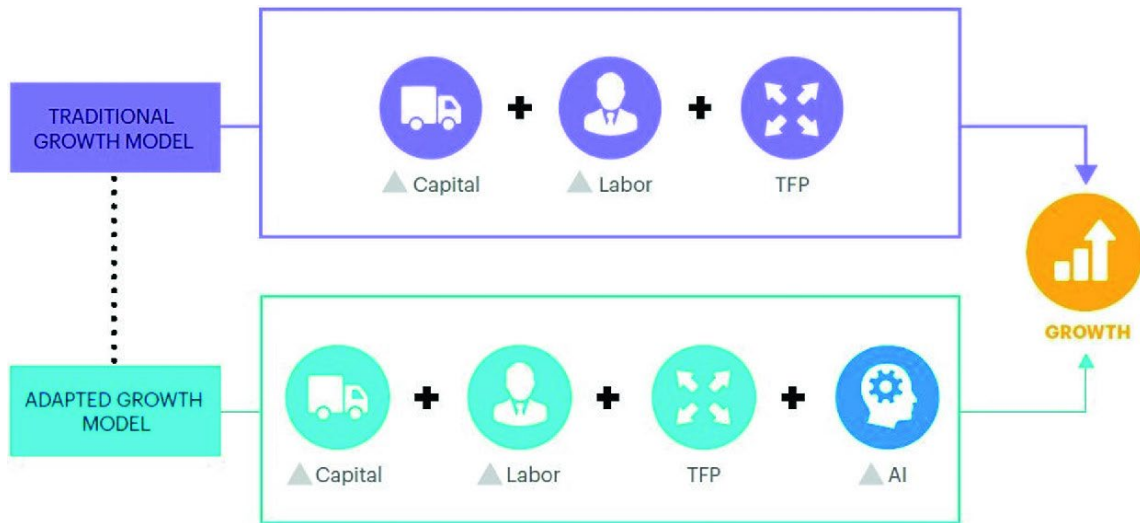 TRADITIONAL
GROWTH MODEL
Capital
Labor
TFP
GROWTH
ADAPTED GROWTH
MODEL
Capital
Labor
TFP
AI